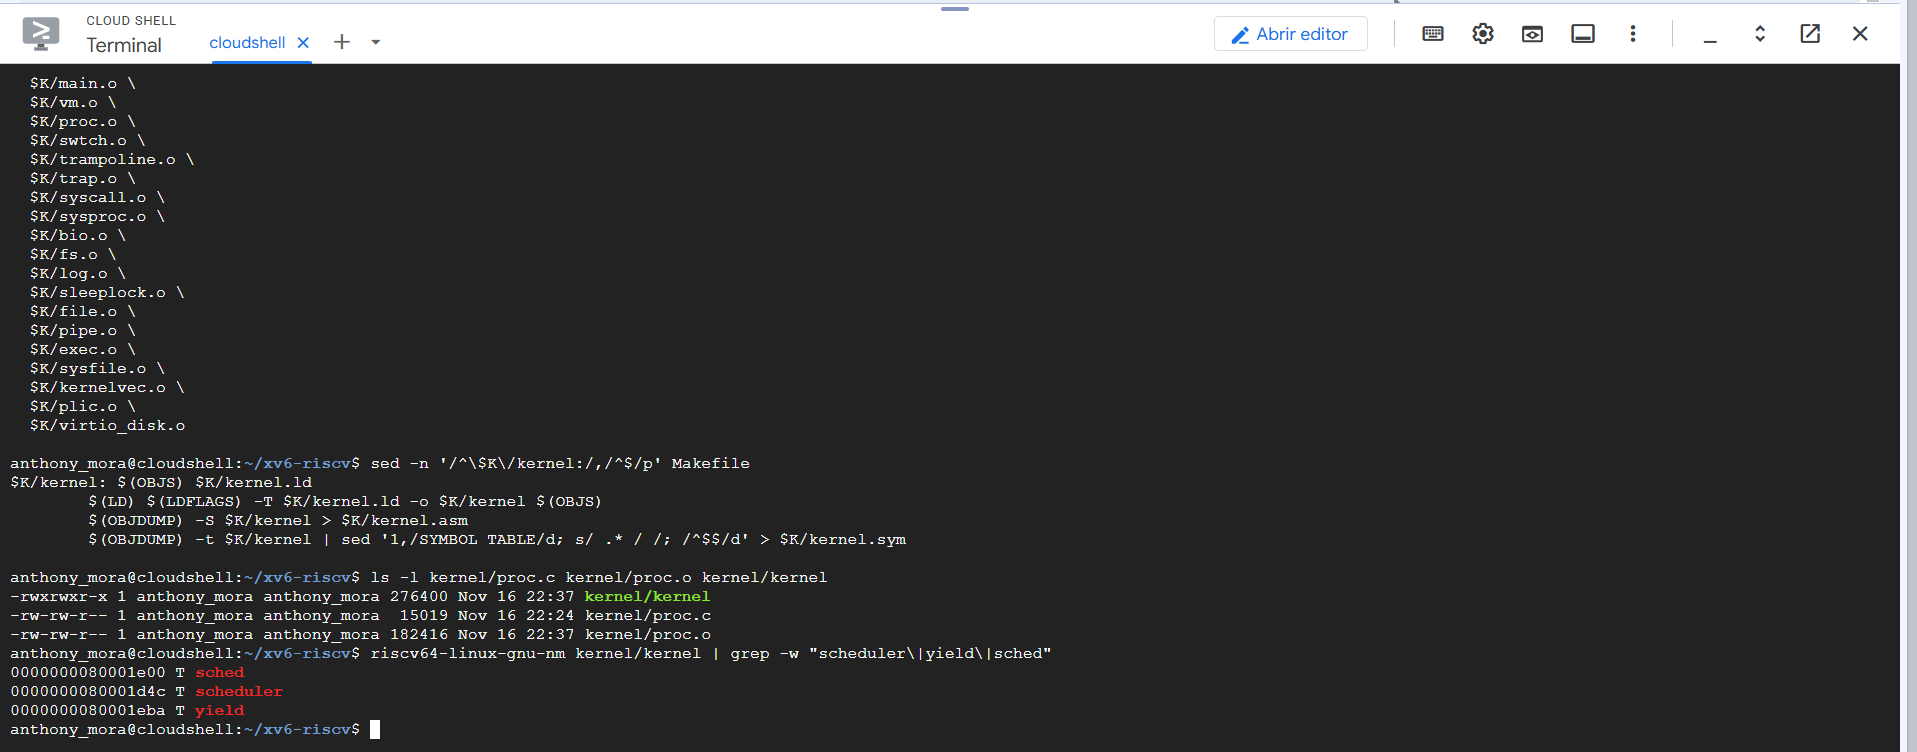 CLOUD SHELL
Terminal
cloudshell
Abrir editor
$K/main.o \
$K/vm.o \
$K/proc.o \
$K/swtch.o \
$K/trampoline.o \
$K/trap.o \
$K/syscall.o \
$K/sysproc.o \
$K/bio.o \
$K/fs.o \
$K/log.o \
$K/sleeplock.o \
$K/file.o \
$K/pipe.o \
$K/exec.o \
$K/sysfile.o \
$K/kernelvec.o \
$K/plic.o \
$K/virtio_disk.o
anthony_mora@cloudshell:~/xv6-riscv$ sed -n '/^\$K\/kernel:/,/^$/p' Makefile
$K/kernel: $(OBJS) $K/kernel.ld
$(LD) $(LDFLAGS) -T $K/kernel.ld -o $K/kernel $(OBJS)
$(OBJDUMP) -S $K/kernel > $K/kernel.asm
$(OBJDUMP) -t $K/kernel | sed '1,/SYMBOL TABLE/d; s/ .* / /; /^$$/d' > $K/kernel.sym
anthony_mora@cloudshell:~/xv6-riscv$ ls -l kernel/proc.c kernel/proc.o kernel/kernel
-rwxrwxr-x 1 anthony_mora anthony_mora 276400 Nov 16 22:37 kernel/kernel
-rw-rw-r-- 1 anthony_mora anthony_mora  15019 Nov 16 22:24 kernel/proc.c
-rw-rw-r-- 1 anthony_mora anthony_mora 182416 Nov 16 22:37 kernel/proc.o
anthony_mora@cloudshell:~/xv6-riscv$ riscv64-linux-gnu-nm kernel/kernel | grep -w "scheduler\|yield\|sched"
0000000080001e00 T sched
0000000080001d4c T scheduler
0000000080001eba T yield
anthony_mora@cloudshell:~/xv6-riscv$